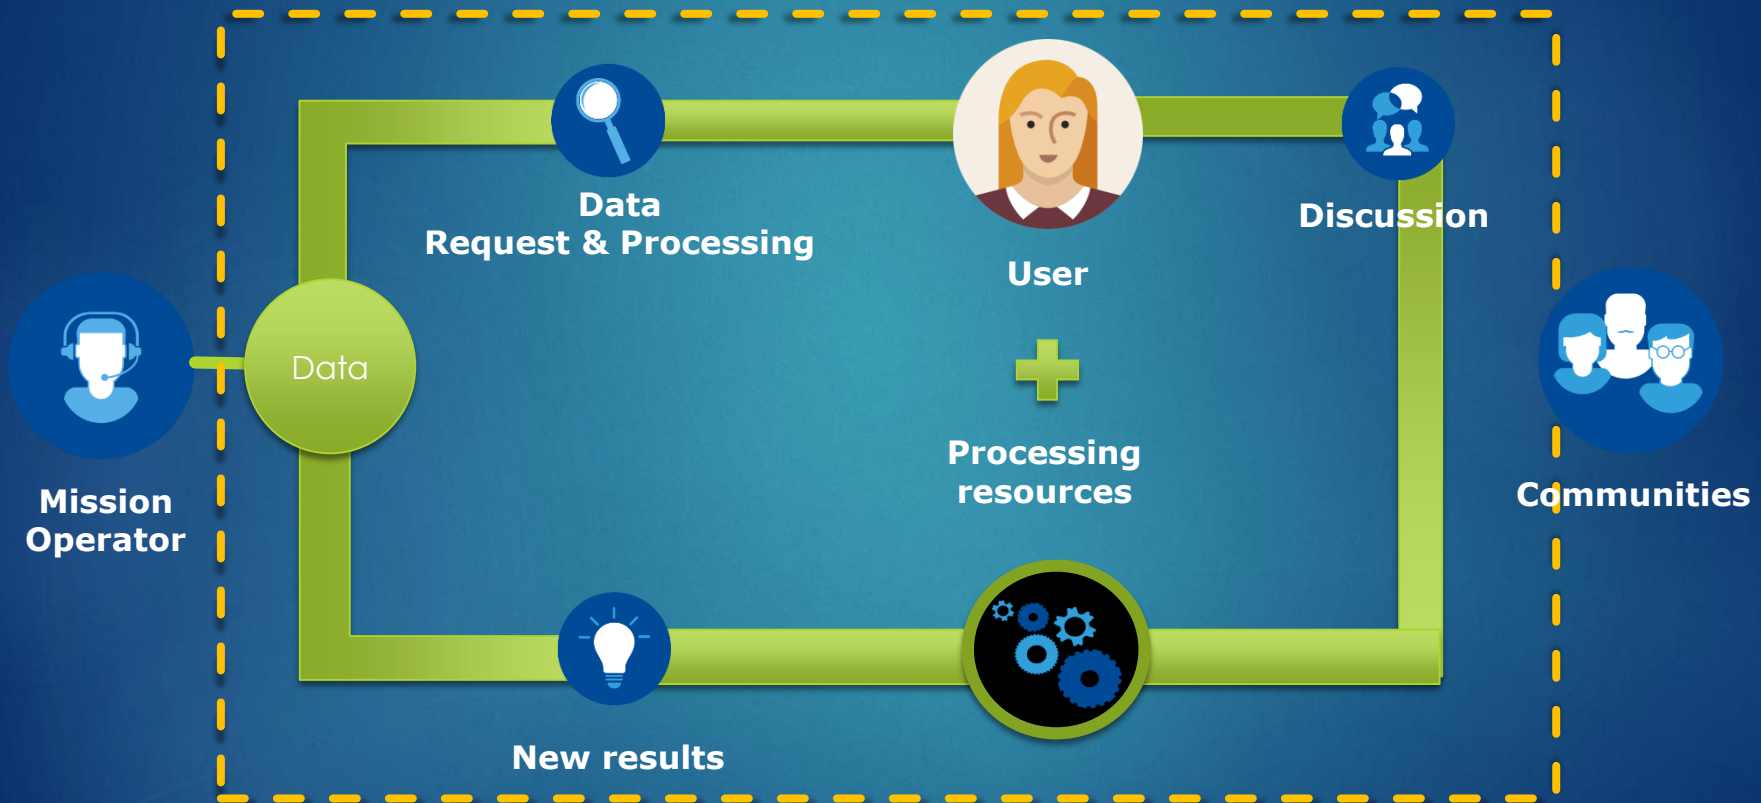 Data
Request & Processing
User
Discussion
Data
Mission
Operator
Processing
resources
Communities
New results